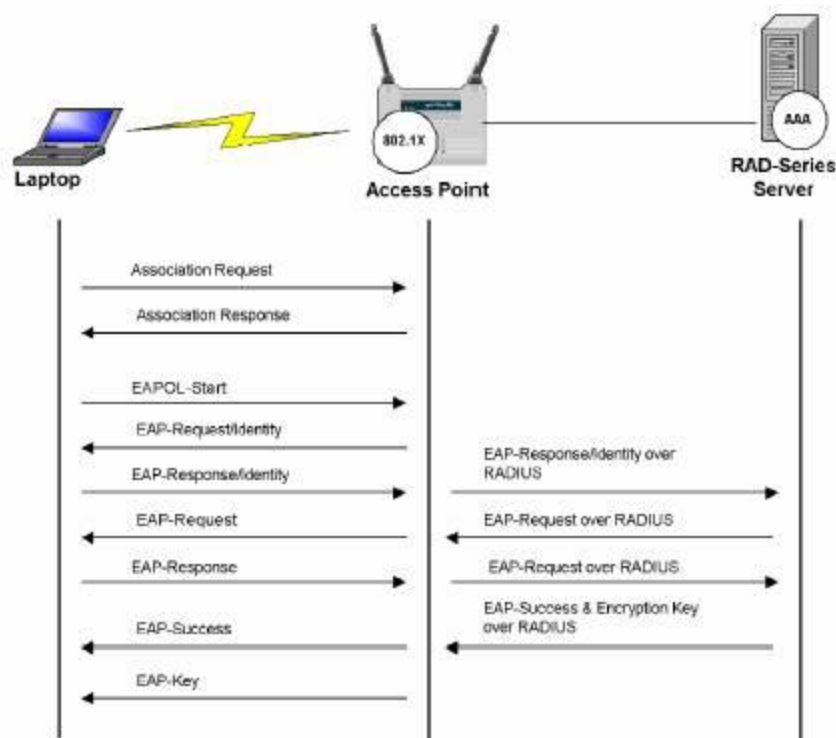 802.1X
AAA
Laptop
Access Point
RAD-Series
Server
Association Request
Association Response
EAPOL-Start
EAP-Request/Identity
EAP-Response/Identity over
RADIUS
EAP-Response/Identity
EAP-Request
EAP-Request over RADIUS
EAP-Response
EAP-Request over RADIUS
EAP-Success & Encryption Key
over RADIUS
EAP-Success
EAP-Key